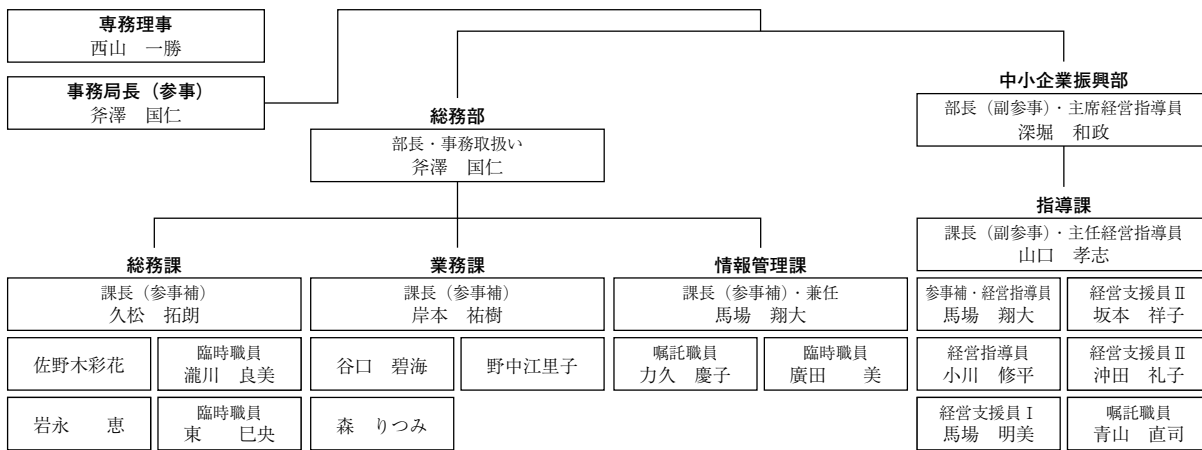 専務理事
西山　一勝
事務局長（参事）
斧澤　国仁
総務部
部長・事務取扱い
斧澤　国仁
中小企業振興部
部長（副参事）・主席経営指導員
深堀　和政
総務課
課長（参事補）
久松　拓朗
佐野木彩花
臨時職員
瀧川　良美
岩永　　恵
臨時職員
東　　巳央
業務課
課長（参事補）
岸本　祐樹
谷口　碧海
野中江里子
森　りつみ
情報管理課
課長（参事補）・兼任
馬場　翔大
嘱託職員
力久　慶子
臨時職員
廣田　　美
指導課
課長（副参事）・主任経営指導員
山口　孝志
参事補・経営指導員
馬場　翔大
経営支援員Ⅱ
坂本　祥子
経営指導員
小川　修平
経営支援員Ⅱ
沖田　礼子
経営支援員Ⅰ
馬場　明美
嘱託職員
青山　直司